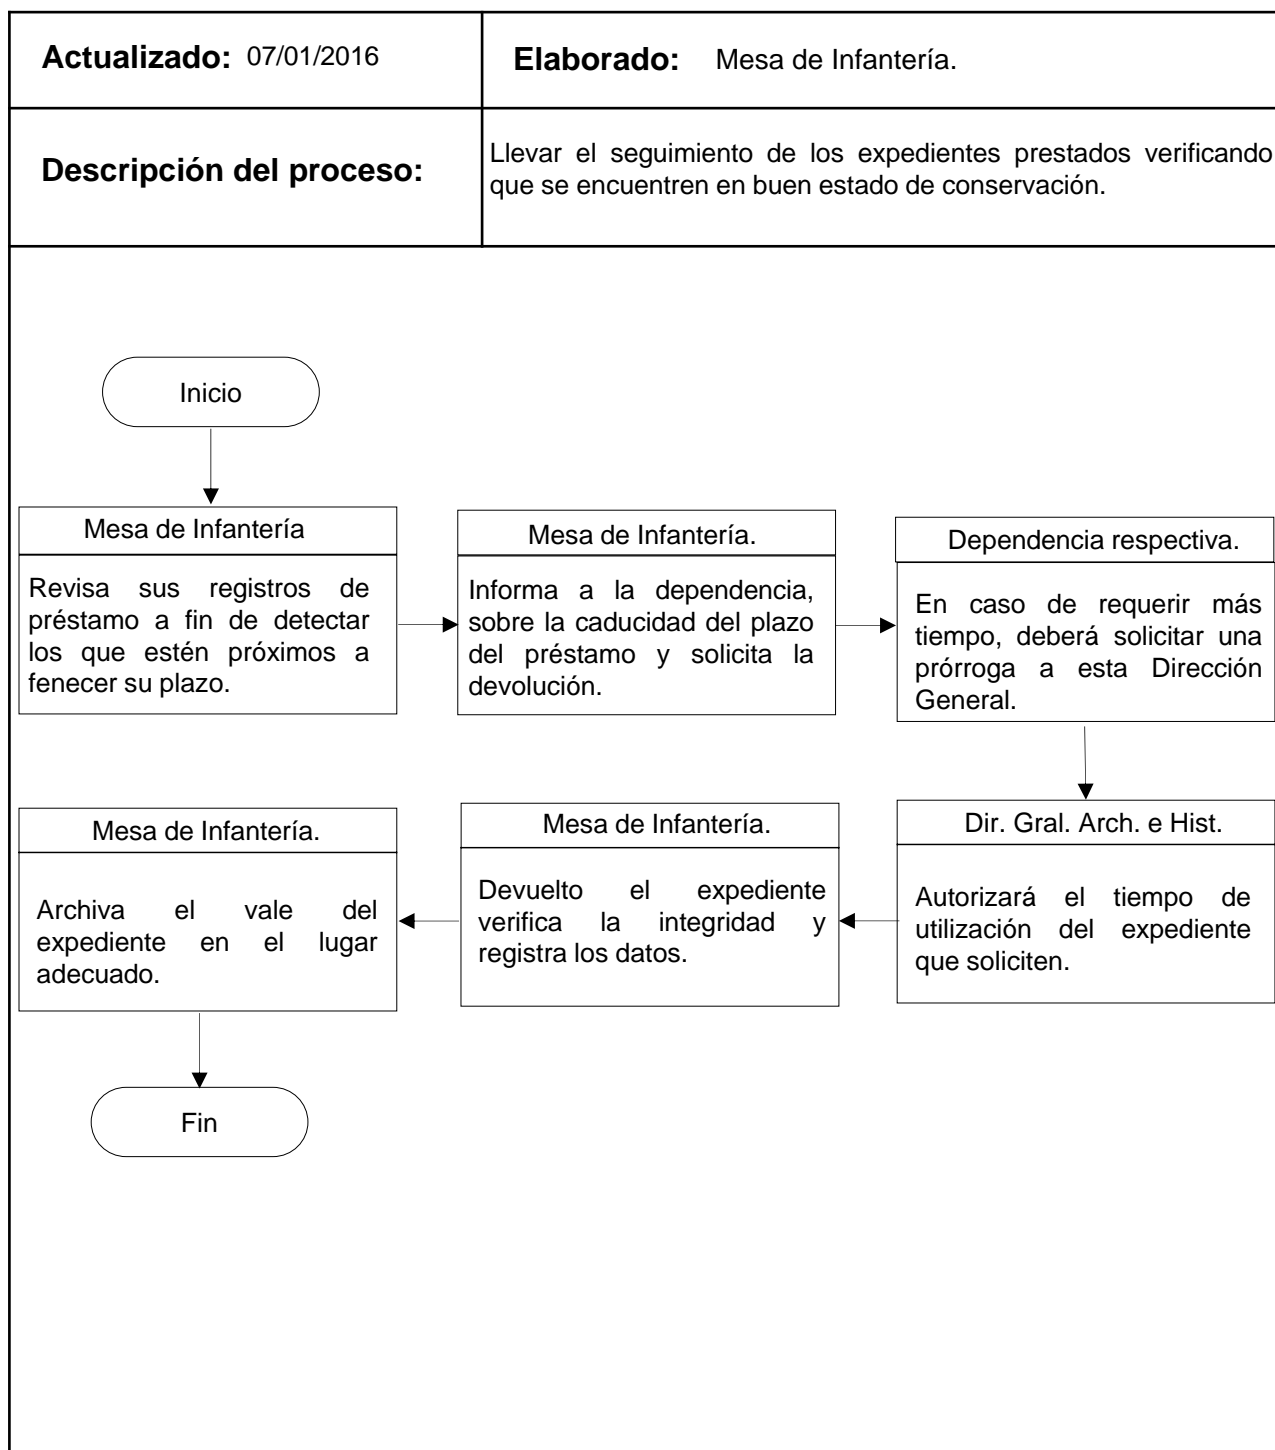 Actualizado: 07/01/2016
Elaborado: Mesa de Infantería.
Descripción del proceso:
Llevar el seguimiento de los expedientes prestados verificando
que se encuentren en buen estado de conservación.
Inicio
Mesa de Infantería
Revisa sus registros de
préstamo a fin de detectar
los que estén próximos a
fenecer su plazo.
Mesa de Infantería.
Informa a la dependencia,
sobre la caducidad del plazo
del préstamo y solicita la
devolución.
Dependencia respectiva.
En caso de requerir más
tiempo, deberá solicitar una
prórroga a esta Dirección
General.
Dir. Gral. Arch. e Hist.
Autorizará el tiempo de
utilización del expediente
que soliciten.
Mesa de Infantería.
Devuelto el expediente
verifica la integridad y
registra los datos.
Mesa de Infantería.
Archiva el vale del
expediente en el lugar
adecuado.
Fin